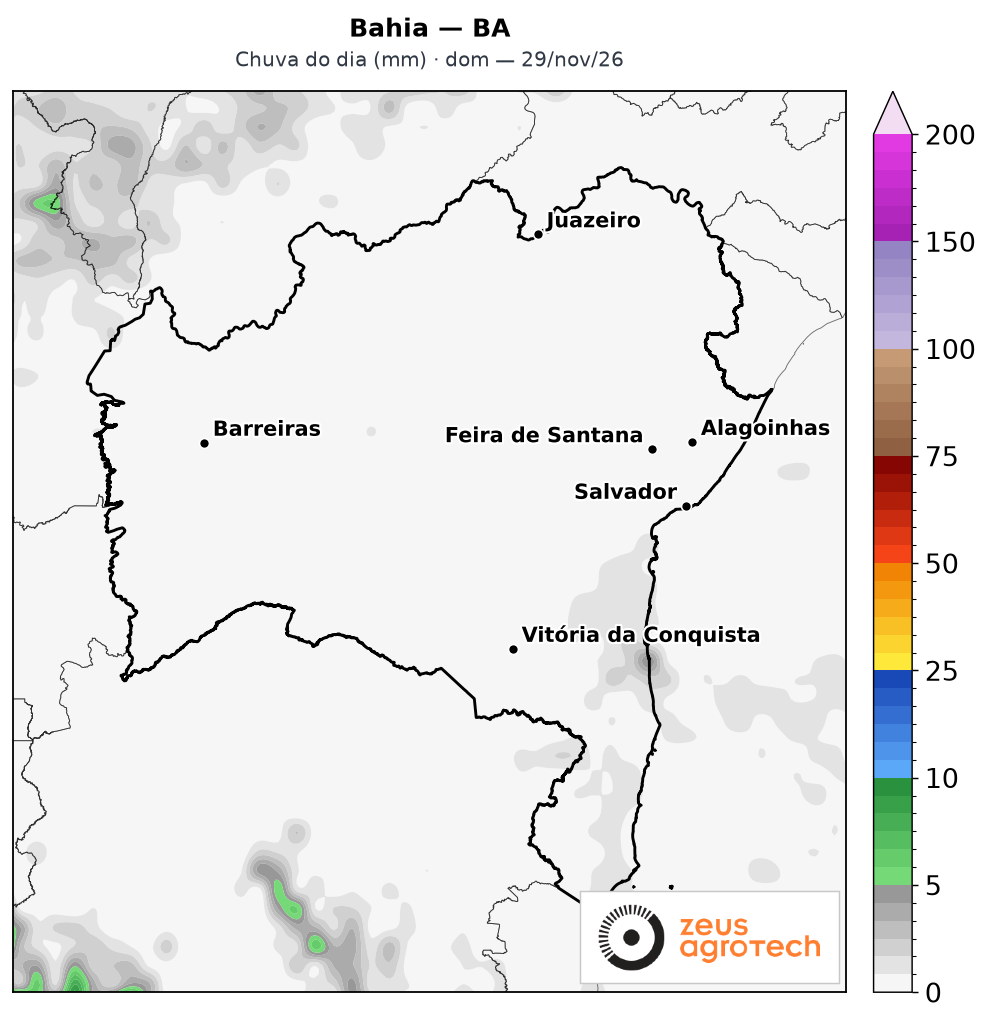 Bahia — BA
Chuva do dia (mm) · dom — 29/nov/26
Juazeiro
Barreiras
Feira de Santana
Alagoinhas
Salvador
Vitória da Conquista
zeus
agrotech
200
150
100
75
50
25
10
5
0